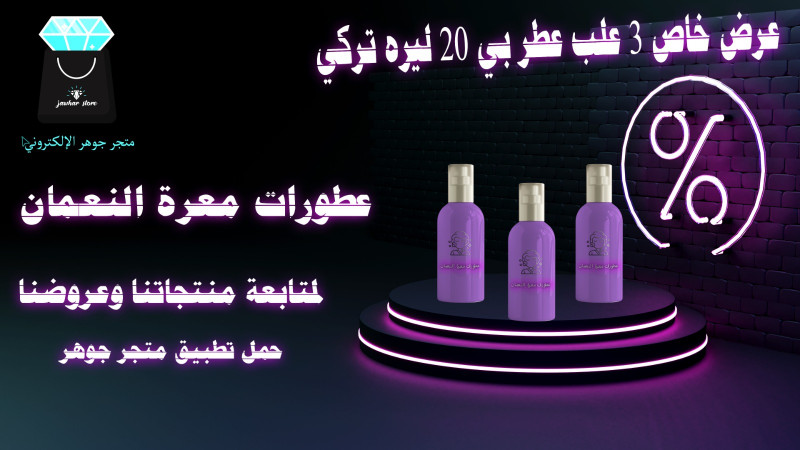 عرض خاص 3 علب عطر بي 20 ليره تركي
jawhar store
متجر جوهر الإلكتروني
عطورات معرة النعمان
لمتابعة منتجاتنا وعروضنا
حمل تطبيق متجر جوهر
%